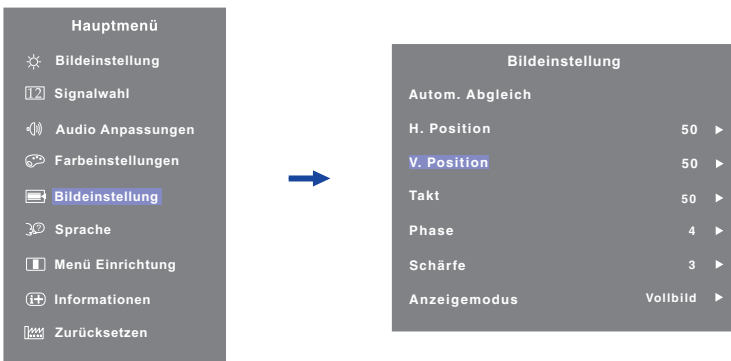 Hauptmenü
Bildeinstellung
12 Signalwahl
Audio Anpassungen
Farbeinstellungen
Bildeinstellung
Sprache
Menü Einrichtung
i+ Informationen
Zurücksetzen
Bildeinstellung
Autom. Abgleich
H. Position 50
V. Position 50
Takt 50
Phase 4
Schärfe 3
Anzeigemodus Vollbild